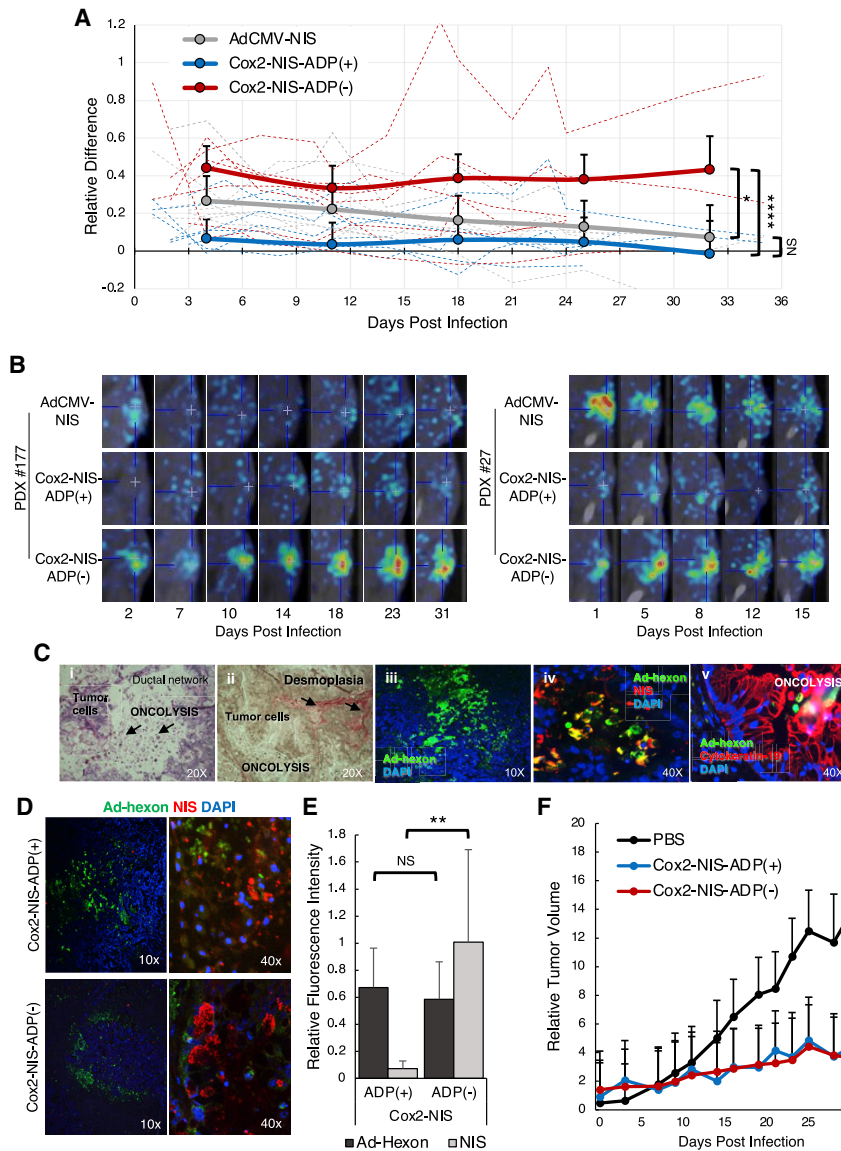 A
1.2
1
0.8
0.6
0.4
0.2
0
-0.2
Relative Difference
AdCMV-NIS
Cox2-NIS-ADP(+)
Cox2-NIS-ADP(-)
*
****
NS
0 3 6 9 12 15 18 21 24 27 30 33 36
Days Post Infection
B
PDX #177
AdCMV-
NIS
Cox2-NIS-
ADP(+)
Cox2-NIS-
ADP(-)
2 7 10 14 18 23 31
Days Post Infection
PDX #27
AdCMV-
NIS
Cox2-NIS-
ADP(+)
Cox2-NIS-
ADP(-)
1 5 8 12 15
Days Post Infection
C
i
Ductal network
Tumor
cells
ONCOLYSIS
20X
ii
Desmoplasia
Tumor cells
ONCOLYSIS
20X
iii
Ad-hexon
DAPI
10X
iv
Ad-hexon
NIS
DAPI
40X
v
ONCOLYSIS
Ad-hexon
Cytokeratin-19
DAPI
40X
D
Ad-hexon NIS DAPI
Cox2-NIS-ADP(+)
10x
40x
Cox2-NIS-ADP(-)
10x
40x
E
Relative Fluorescence Intensity
1.8
1.6
1.4
1.2
1
0.8
0.6
0.4
0.2
0
**
NS
ADP(+) ADP(-)
Cox2-NIS
Ad-Hexon NIS
F
Relative Tumor Volume
20
18
16
14
12
10
8
6
4
2
0
PBS
Cox2-NIS-ADP(+)
Cox2-NIS-ADP(-)
0 5 10 15 20 25
Days Post Infection